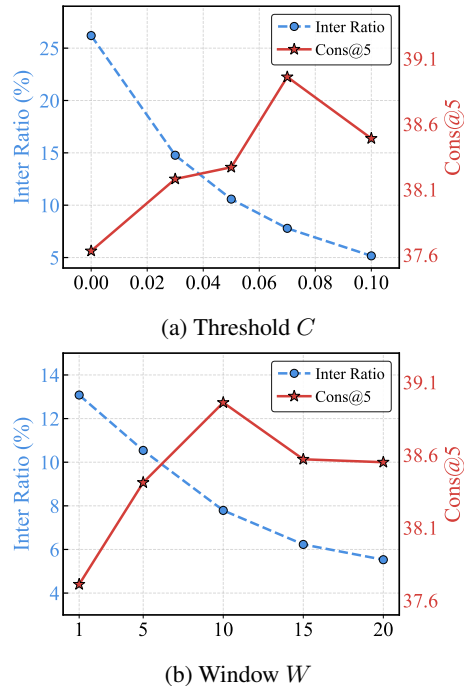 Inter Ratio
Cons@5
Inter Ratio (%)
25
20
15
10
5
39.1
38.6
38.1
37.6
Cons@5
0.00 0.02 0.04 0.06 0.08 0.10
(a) Threshold C
Inter Ratio
Cons@5
Inter Ratio (%)
14
12
10
8
6
4
39.1
38.6
38.1
37.6
Cons@5
1 5 10 15 20
(b) Window W